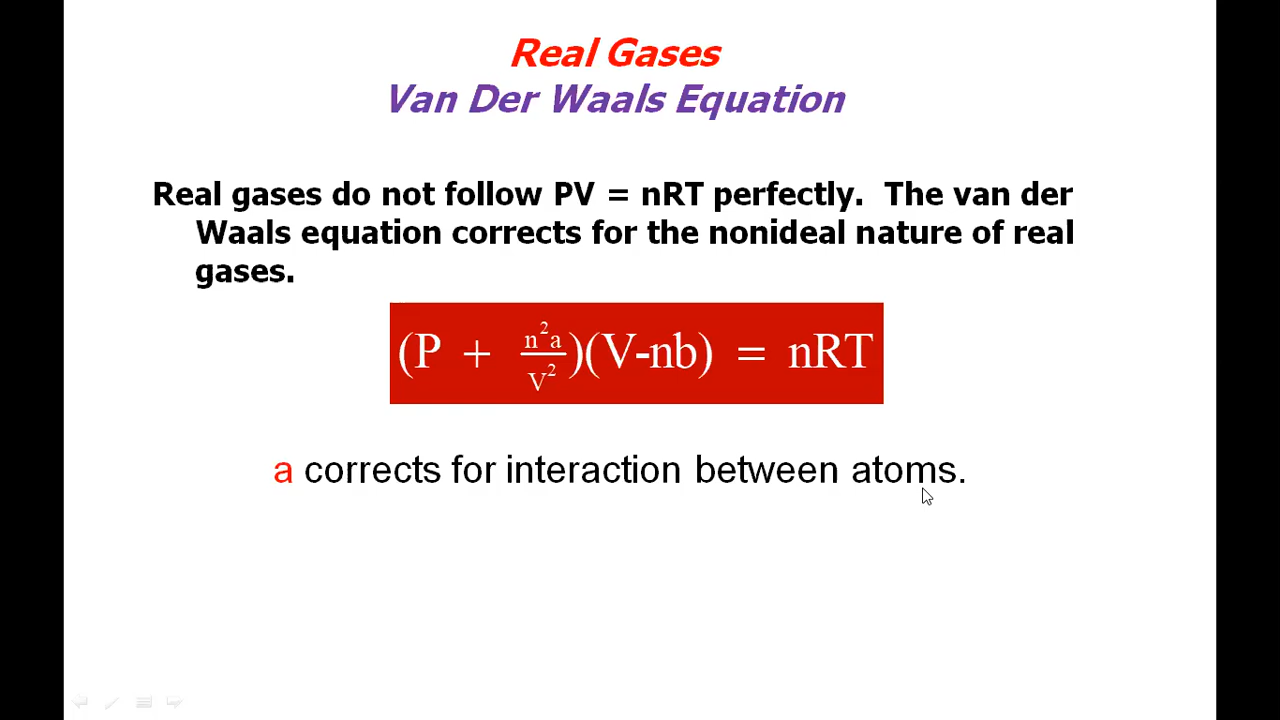 Real Gases
Van Der Waals Equation
Real gases do not follow PV = nRT perfectly. The van der
Waals equation corrects for the nonideal nature of real
gases.
(P + n²a/V²)(V-nb) = nRT
a corrects for interaction between atoms.